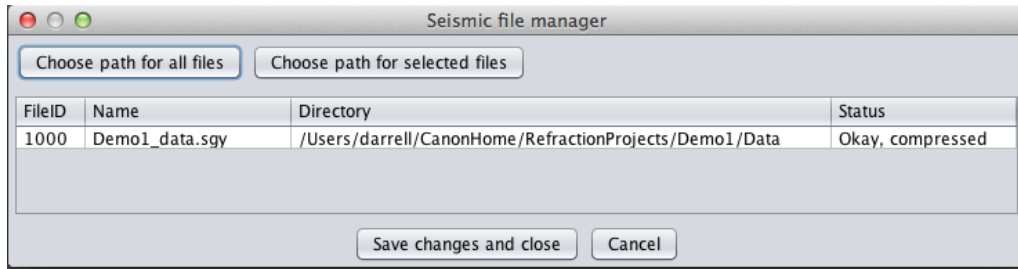 Seismic file manager
Choose path for all files Choose path for selected files
FileID Name Directory Status
1000 Demo1_data.sgy /Users/darrell/CanonHome/RefractionProjects/Demo1/Data Okay, compressed
Save changes and close Cancel